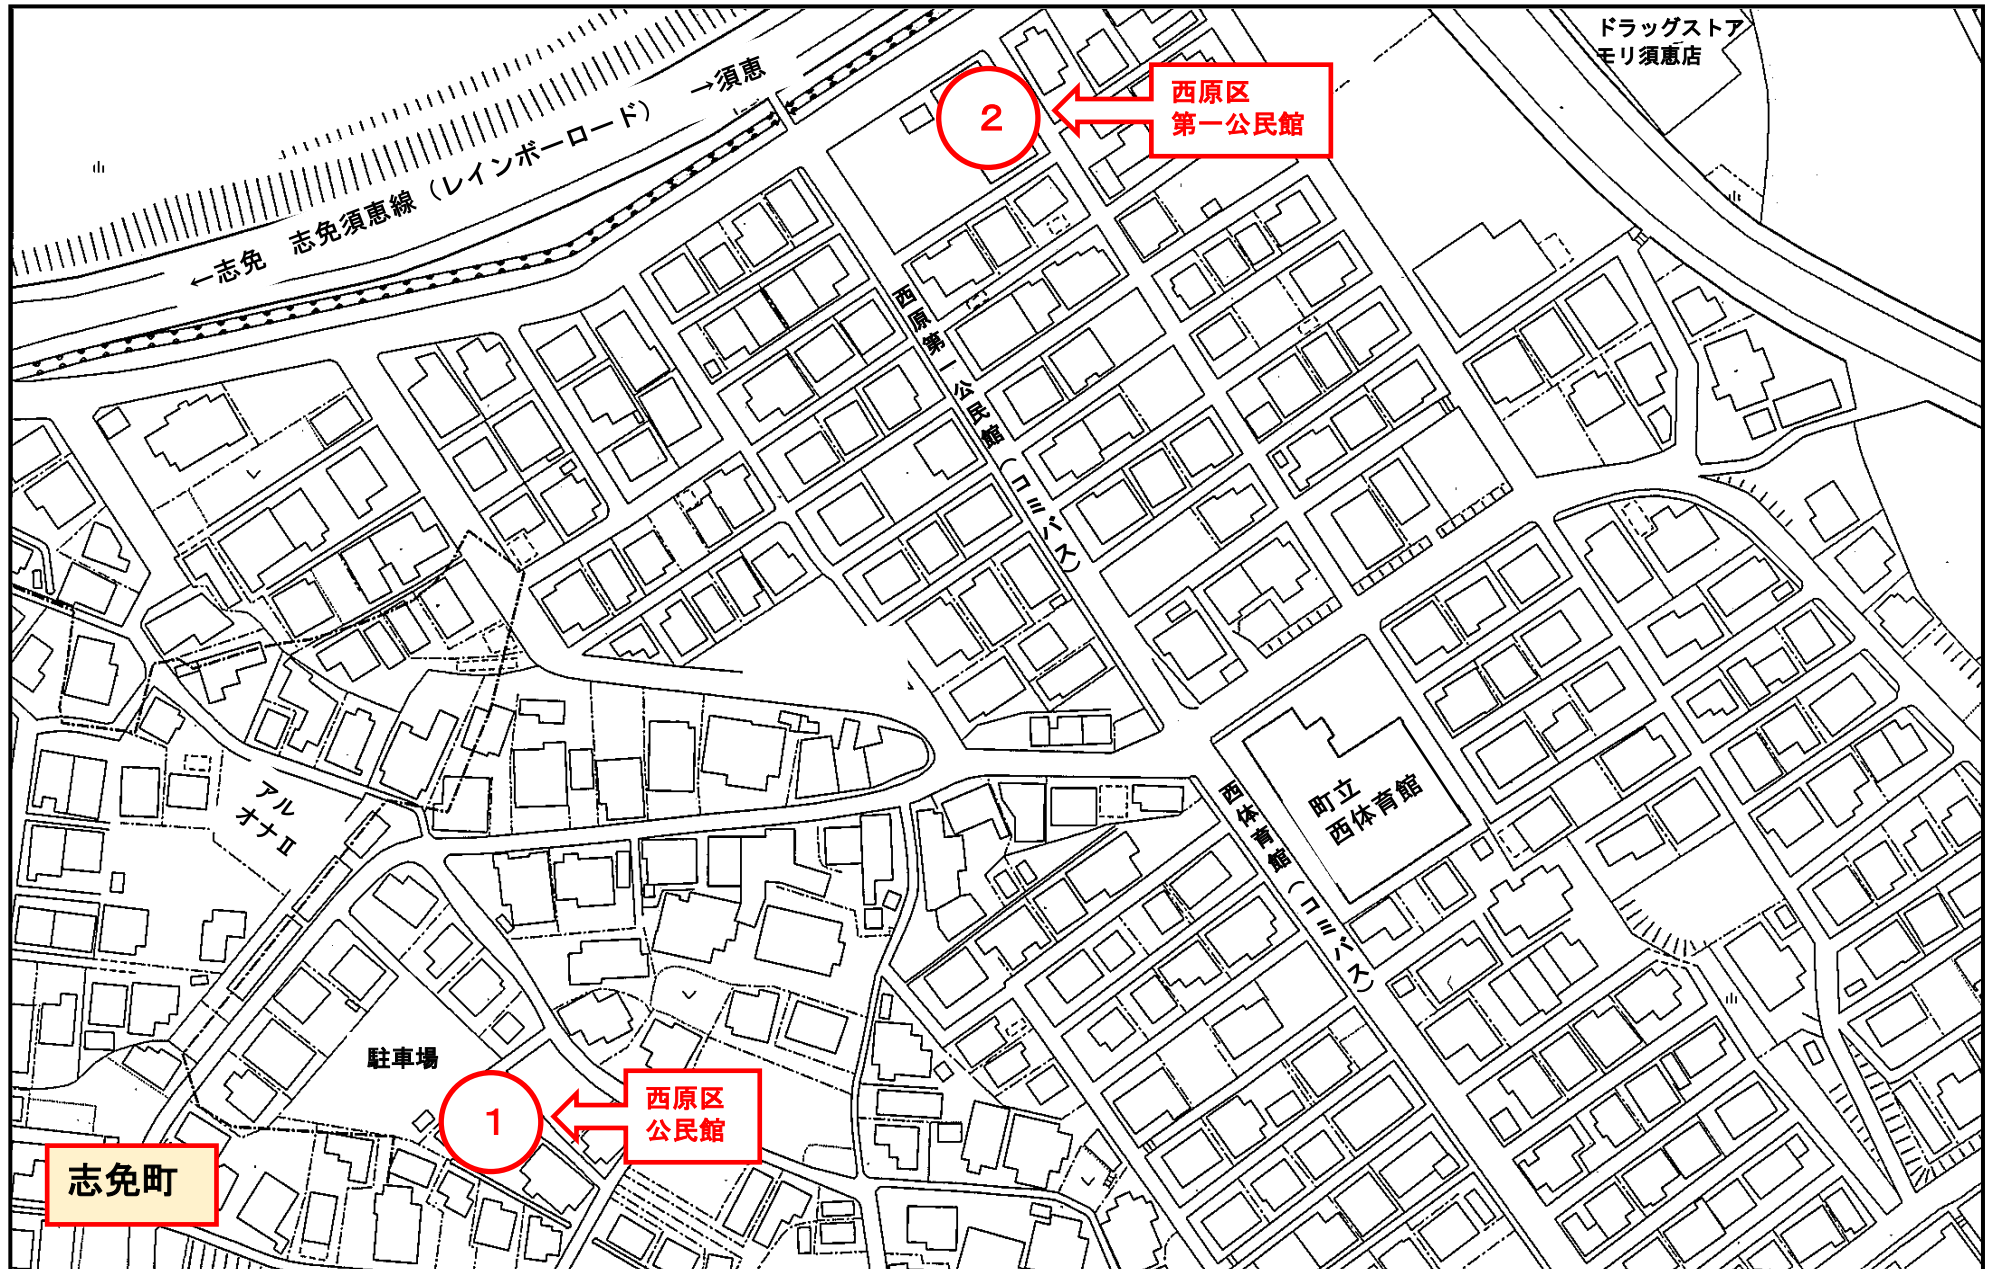 ドラッグストア
モリ須恵店
→須恵
西原区
第一公民館
2
←志免 志免須恵線（レインボーロード）
西原第一公民館（コミバス）
町立
西体育館
西体育館（コミバス）
アル
オナⅡ
駐車場
1
西原区
公民館
志免町